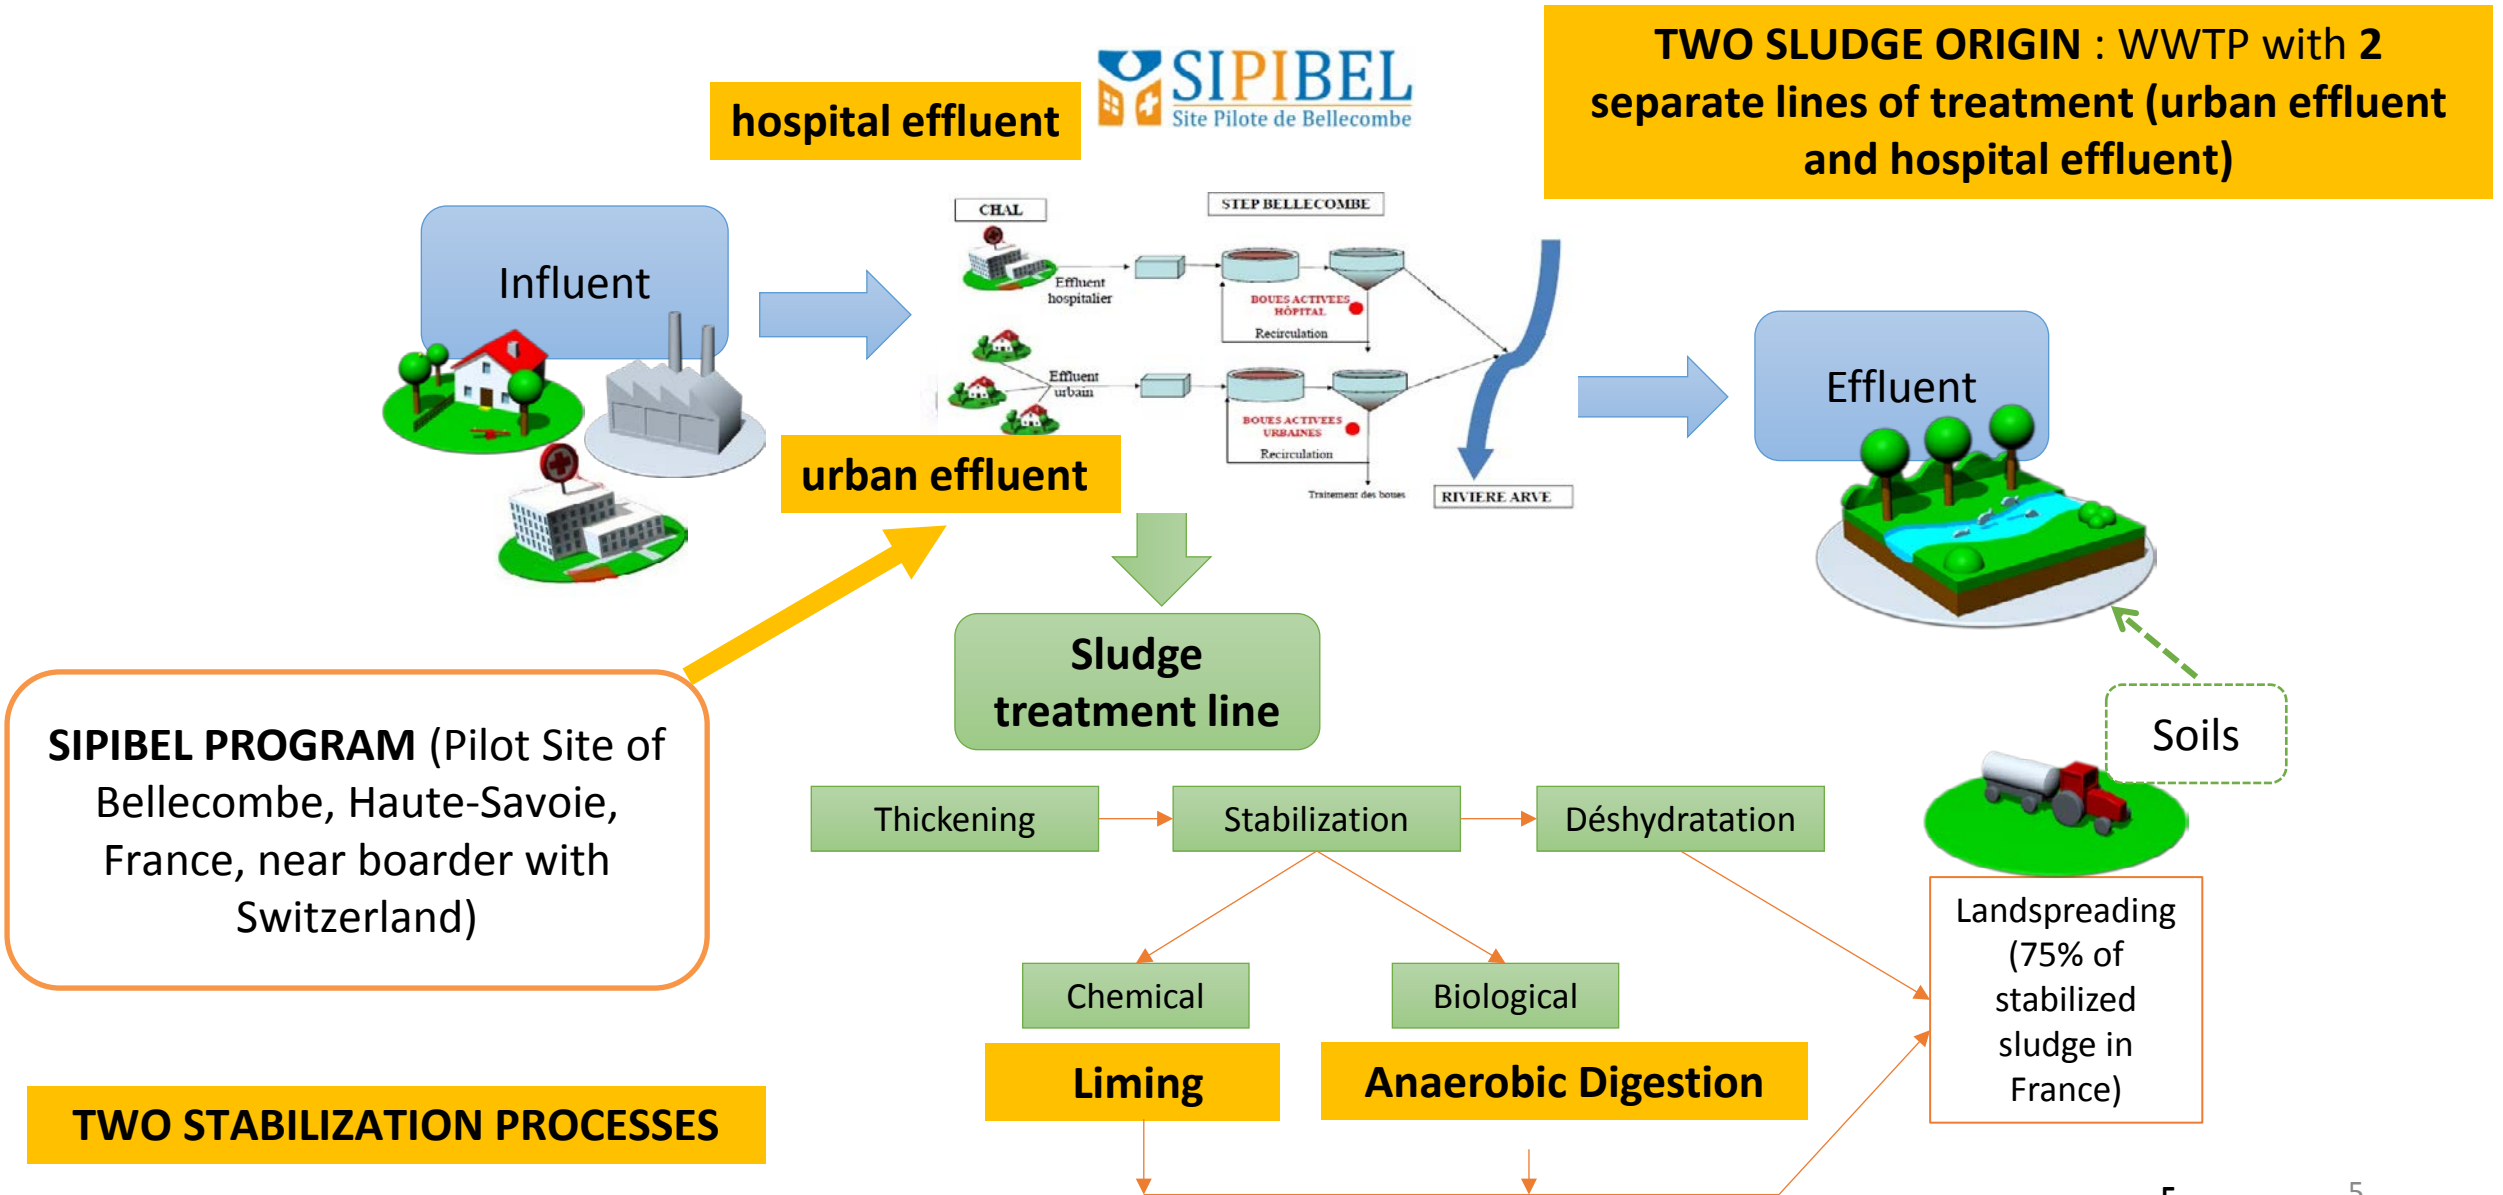 TWO SLUDGE ORIGIN : WWTP with 2
separate lines of treatment (urban effluent
and hospital effluent)
SIPIBEL
Site Pilote de Bellecombe
hospital effluent
Influent
CHAL
STEP BELLECOMBE
Effluent
hospitalier
BOUES ACTIVEES
HÔPITAL
Recirculation
Effluent
urbain
BOUES ACTIVEES
URBAINES
Recirculation
Traitement des boues
RIVIERE ARVE
Effluent
urban effluent
Sludge
treatment line
SIPIBEL PROGRAM (Pilot Site of
Bellecombe, Haute-Savoie,
France, near boarder with
Switzerland)
Soils
Thickening
Stabilization
Déshydratation
Landspreading
(75% of
stabilized
sludge in
France)
Chemical
Biological
Liming
Anaerobic Digestion
TWO STABILIZATION PROCESSES
5
5